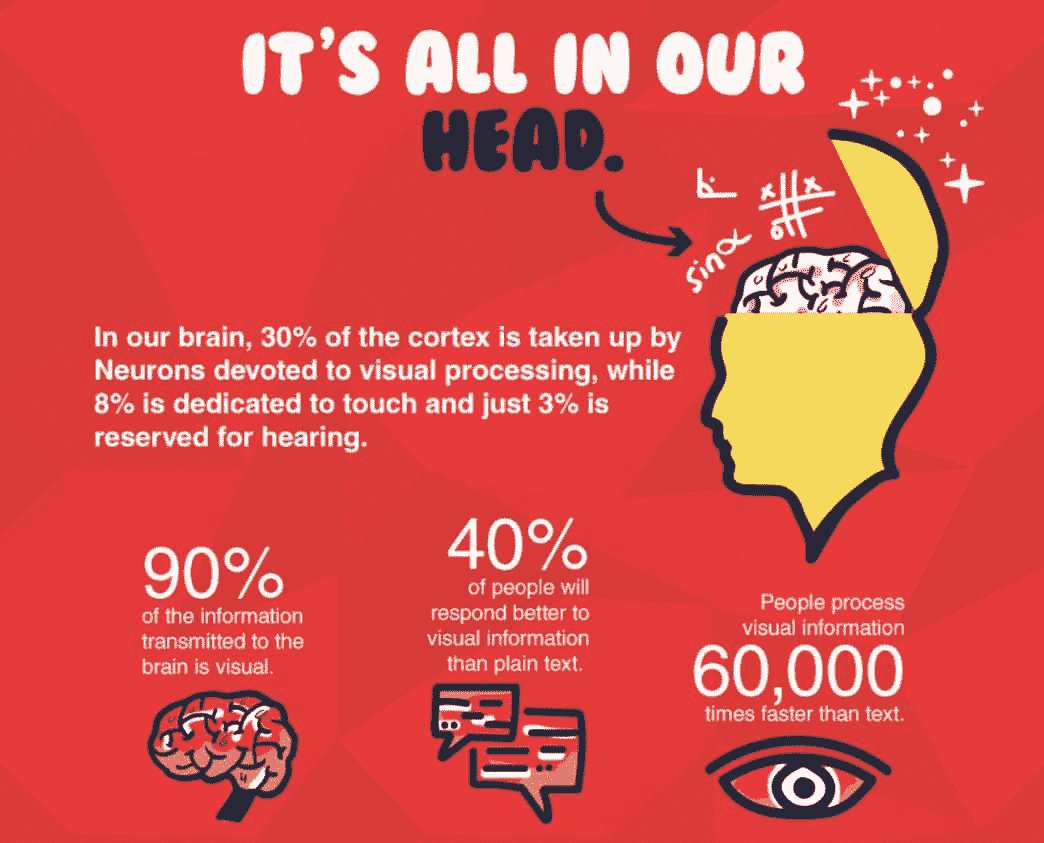 IT'S ALL IN OUR
HEAD.
sin α
x x
o
In our brain, 30% of the cortex is taken up by
Neurons devoted to visual processing, while
8% is dedicated to touch and just 3% is
reserved for hearing.
90%
of the information
transmitted to the
brain is visual.
40%
of people will
respond better to
visual information
than plain text.
People process
visual information
60,000
times faster than text.